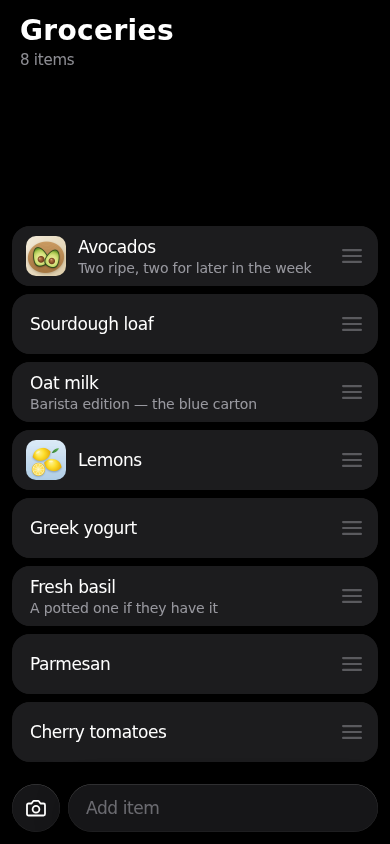 Groceries
8 items
Avocados
Two ripe, two for later in the week
Sourdough loaf
Oat milk
Barista edition — the blue carton
Lemons
Greek yogurt
Fresh basil
A potted one if they have it
Parmesan
Cherry tomatoes
Add item